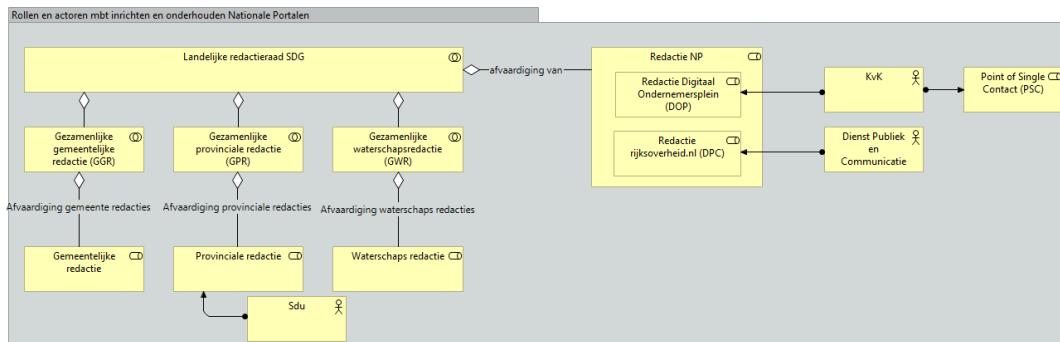 Rollen en actoren mbt inrichten en onderhouden Nationale Portalen
Landelijke redactieraad SDG
afvaardiging van
Redactie NP
Redactie Digitaal
Ondernemersplein
(DOP)
KvK
Point of Single
Contact (PSC)
Gezamenlijke
gemeentelijke
redactie (GGR)
Gezamenlijke
provinciale redactie
(GPR)
Gezamenlijke
waterschapsredactie
(GWR)
Redactie
rijksoverheid.nl (DPC)
Dienst Publiek
en
Communicatie
Afvaardiging gemeente redacties
Afvaardiging provinciale redacties
Afvaardiging waterschaps redacties
Gemeentelijke
redactie
Provinciale redactie
Waterschaps redactie
Sdu